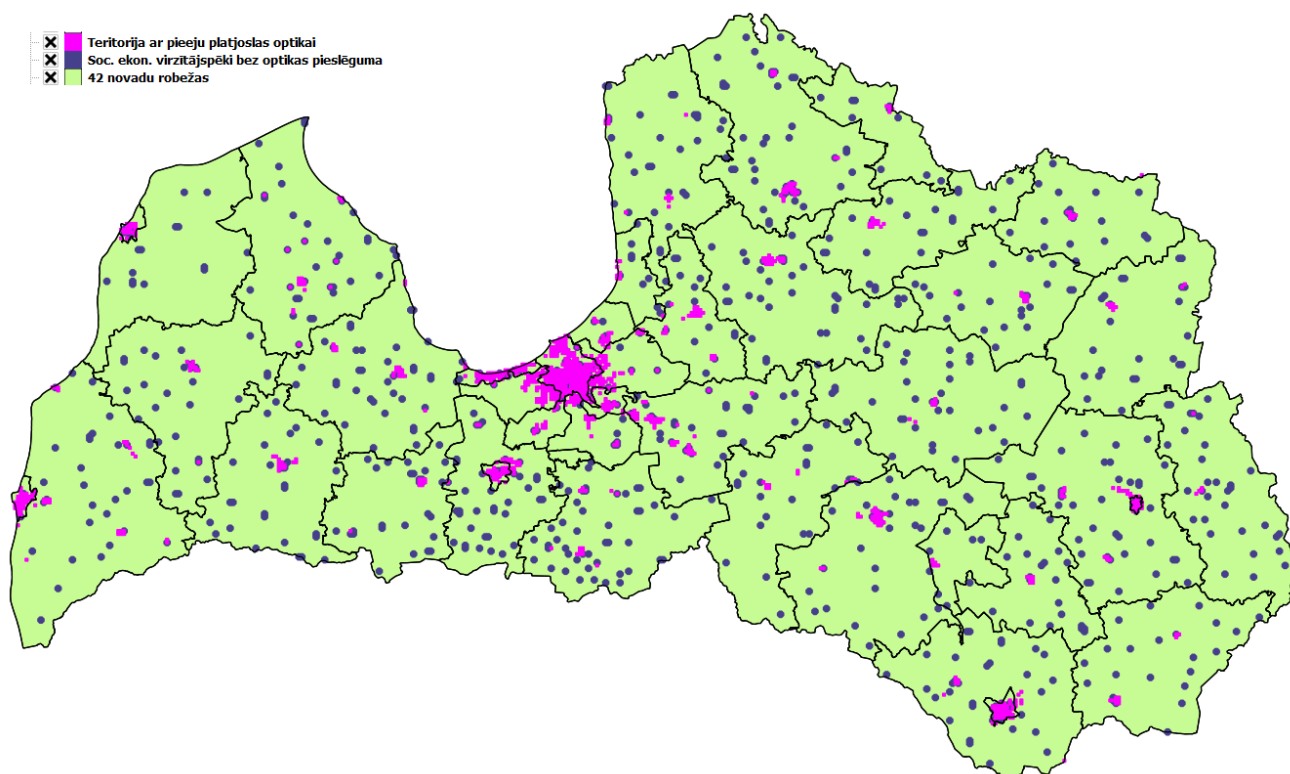 Teritorija ar pieeju platjoslas optikai
Soc. ekon. virzītājspēki bez optikas pieslēguma
42 novadu robežas